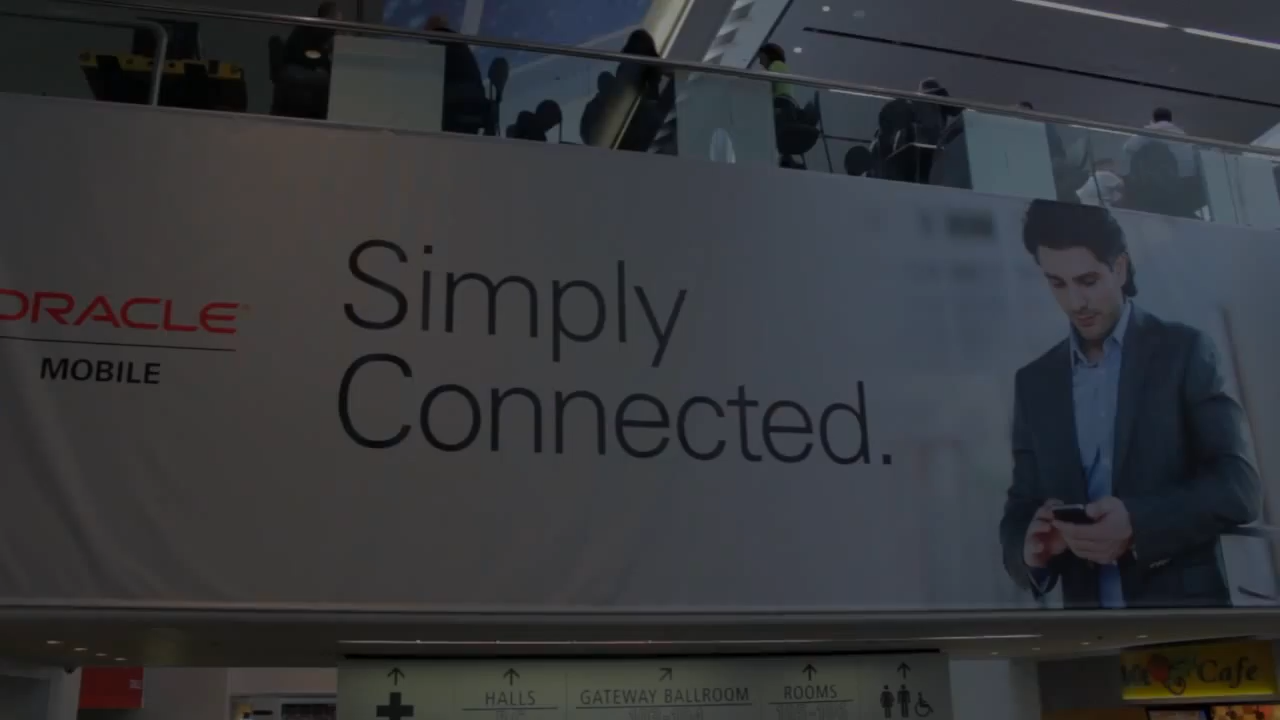 ORACLE
MOBILE
Simply
Connected.
HALLS
GATEWAY BALLROOM
ROOMS
Cafe